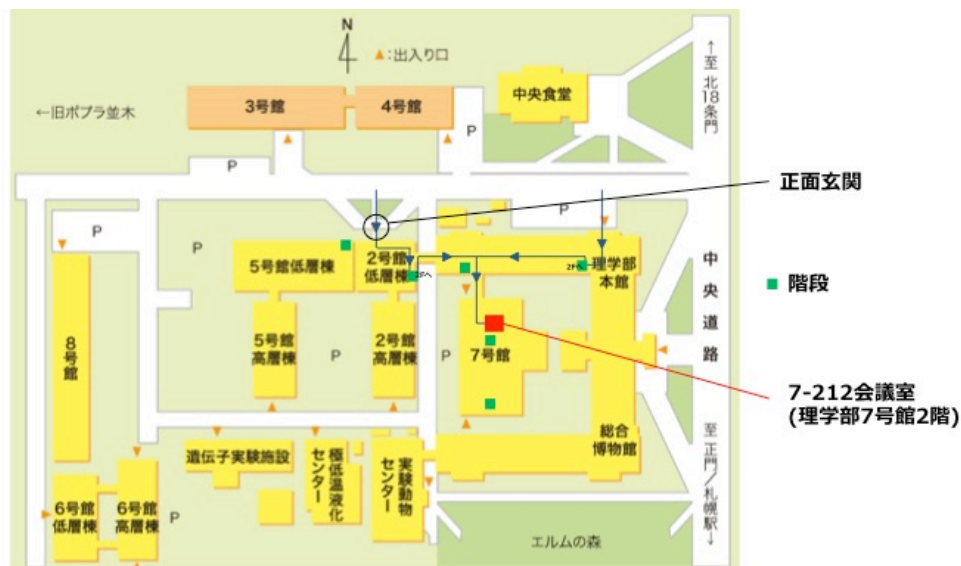 N
▲:出入り口
3号館
4号館
中央食堂
↑至 北18条門
←旧ポプラ並木
P
P
P
正面玄関
P
P
5号館低層棟
2号館
低層棟
2Fへ
2Fへ
理学部
本館
中央道路
階段
8号館
5号館
高層棟
P
2号館
高層棟
P
7号館
7-212会議室
(理学部7号館2階)
遺伝子実験施設
極低温液化
センター
実験動物
センター
総合
博物館
至 正門/札幌駅→
6号館
低層棟
6号館
高層棟
P
エルムの森